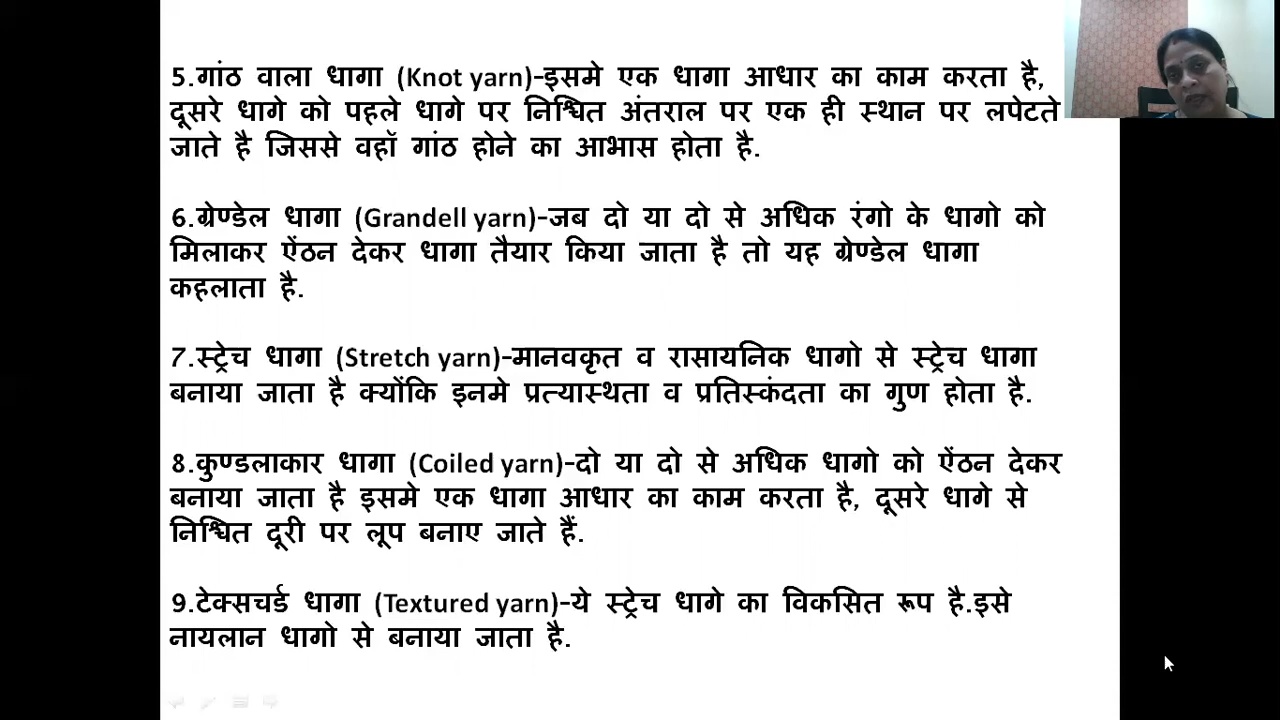 5.गांठ वाला धागा (Knot yarn)-इसमे एक धागा आधार का काम करता है,
दूसरे धागे को पहले धागे पर निश्चित अंतराल पर एक ही स्थान पर लपेटते
जाते है जिससे वहॉ गांठ होने का आभास होता है.
6.ग्रेण्डेल धागा (Grandell yarn)-जब दो या दो से अधिक रंगो के धागो को
मिलाकर ऐंठन देकर धागा तैयार किया जाता है तो यह ग्रेण्डेल धागा
कहलाता है.
7.स्ट्रेच धागा (Stretch yarn)-मानवकृत व रासायनिक धागो से स्ट्रेच धागा
बनाया जाता है क्योंकि इनमे प्रत्यास्थता व प्रतिस्कंदता का गुण होता है.
8.कुण्डलाकार धागा (Coiled yarn)-दो या दो से अधिक धागो को ऐंठन देकर
बनाया जाता है इसमे एक धागा आधार का काम करता है, दूसरे धागे से
निश्चित दूरी पर लूप बनाए जाते हैं.
9.टेक्सचर्ड धागा (Textured yarn)-ये स्ट्रेच धागे का विकसित रूप है.इसे
नायलान धागो से बनाया जाता है.